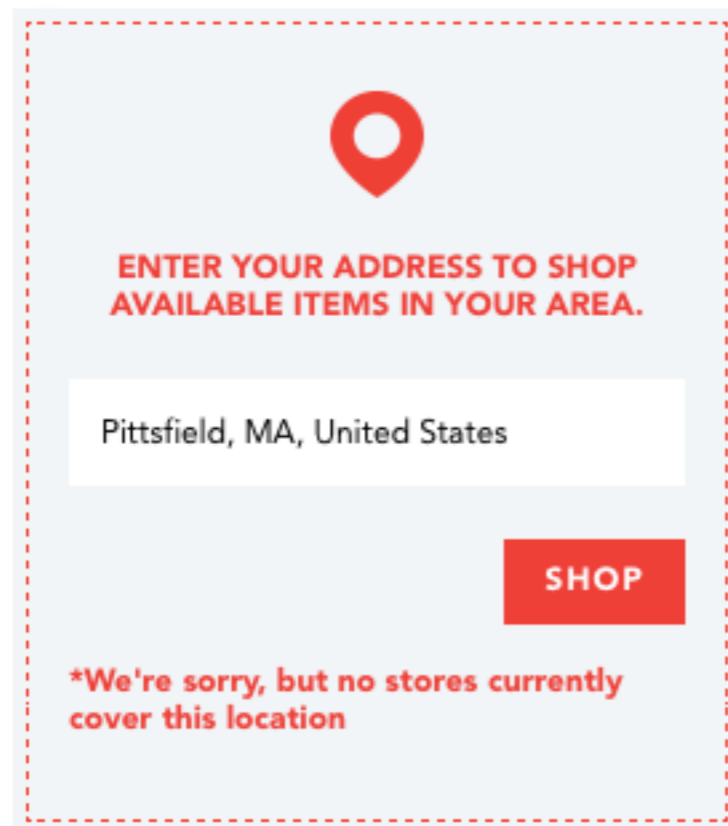 ENTER YOUR ADDRESS TO SHOP
AVAILABLE ITEMS IN YOUR AREA.
Pittsfield, MA, United States
SHOP
*We're sorry, but no stores currently
cover this location